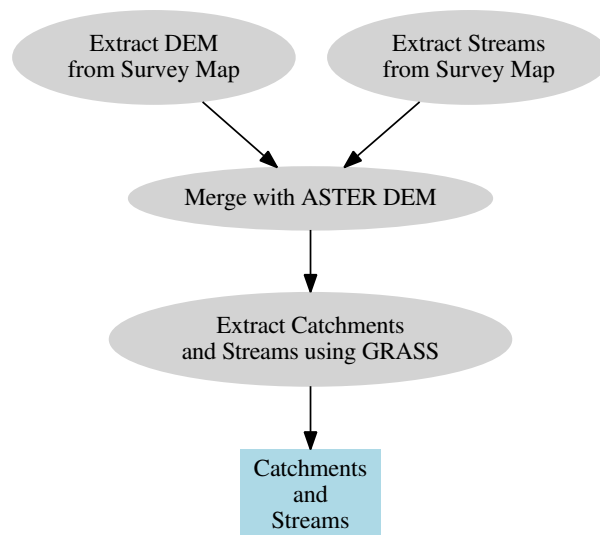 Extract DEM
from Survey Map
Extract Streams
from Survey Map
Merge with ASTER DEM
Extract Catchments
and Streams using GRASS
Catchments
and
Streams